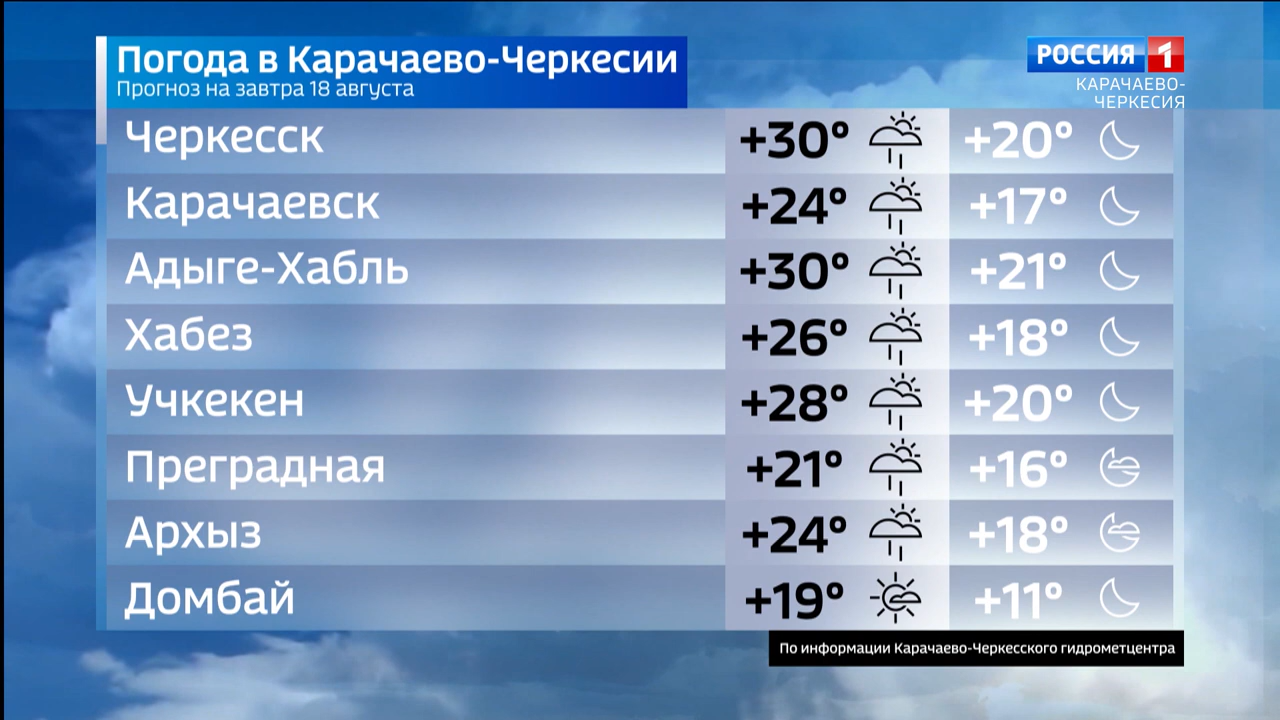 Погода в Карачаево-Черкесии
Прогноз на завтра 18 августа
РОССИЯ 1
КАРАЧАЕВО-
ЧЕРКЕСИЯ
Черкесск +30° +20°
Карачаевск +24° +17°
Адыге-Хабль +30° +21°
Хабез +26° +18°
Учкекен +28° +20°
Преградная +21° +16°
Архыз +24° +18°
Домбай +19° +11°
По информации Карачаево-Черкесского гидрометцентра